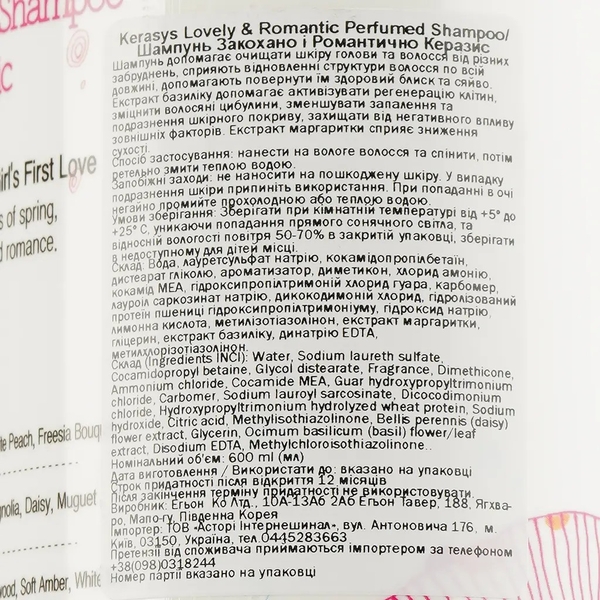 Shampoo
ic
irl's First Love
s of spring,
d romance.
te Peach, Freesia Bouq
gnolia, Daisy, Muguet
wood, Soft Amber, White
Kerasys Lovely & Romantic Perfumed Shampoo/
Шампунь Закохано і Романтично Керазис
Шампунь допомагає очищати шкіру голови та волосся від різних
забруднень, сприяють відновленні структури волосся по всій
довжині, допомагають повернути їм здоровий блиск та сяйво.
Екстракт базиліку допомагає активізувати регенерацію клітин,
зміцнити волосяні цибулини, зменшувати запалення та
подразнення шкірного покриву, захищати від негативного впливу
зовнішніх факторів. Екстракт маргаритки сприяє зниження
сухості.
Спосіб застосування: нанести на вологе волосся та спінити, потім
ретельно змити теплою водою.
Запобіжні заходи: не наносити на пошкоджену шкіру. У випадку
подразнення шкіри припиніть використання. При попаданні в очі
негайно промийте прохолодною або теплою водою.
Умови зберігання: Зберігати при кімнатній температурі від +5° до
+25° С, уникаючи попадання прямого сонячного світла, та
відносній вологості повітря 50-70% в закритій упаковці, зберігати
в недоступному для дітей місці.
Склад: Вода, лауретсульфат натрію, кокамідопропілбетаїн,
дистеарат гліколю, ароматизатор, диметикон, хлорид амонію,
кокамід МЕА, гідроксипропілтримоній хлорид гуара, карбомер,
лауроіл саркозинат натрію, дикокодимоній хлорид, гідролізований
протеїн пшениці гідроксипропілтримоніуму, гідроксид натрію,
лимонна кислота, метилізотіазолінон, екстракт маргаритки,
гліцерин, екстракт базиліку, динатрію EDTA,
метилхлорізотіазолінон.
Склад (Ingredients INCI): Water, Sodium laureth sulfate,
Cocamidopropyl betaine, Glycol distearate, Fragrance, Dimethicone,
Ammonium chloride, Cocamide MEA, Guar hydroxypropyltrimonium
chloride, Carbomer, Sodium lauroyl sarcosinate, Dicocodimonium
chloride, Hydroxypropyltrimonium hydrolyzed wheat protein, Sodium
hydroxide, Citric acid, Methylisothiazolinone, Bellis perennis (daisy)
flower extract, Glycerin, Ocimum basilicum (basil) flower/leaf
extract, Disodium EDTA, Methylchloroisothiazolinone..
Номінальний об'єм: 600 ml (мл)
Дата виготовлення / Використати до: вказано на упаковці
Строк придатності після відкриття 12 місяців
Після закінчення терміну придатності не використовувати.
Виробник: Егьон Ко Лтд., 10А-13А6 2А6 Егьон Тавер, 188, Ягхва-
ро, Мапо-гу, Південна Корея
Імпортер: ТОВ «Асторі Інтернешинал», вул. Антоновича 176, м.
Київ, 03150, Україна, тел.0445283663
Претензії від споживача приймаються імпортером за телефоном
+38(098)0318244
Номер партії вказано на упаковці